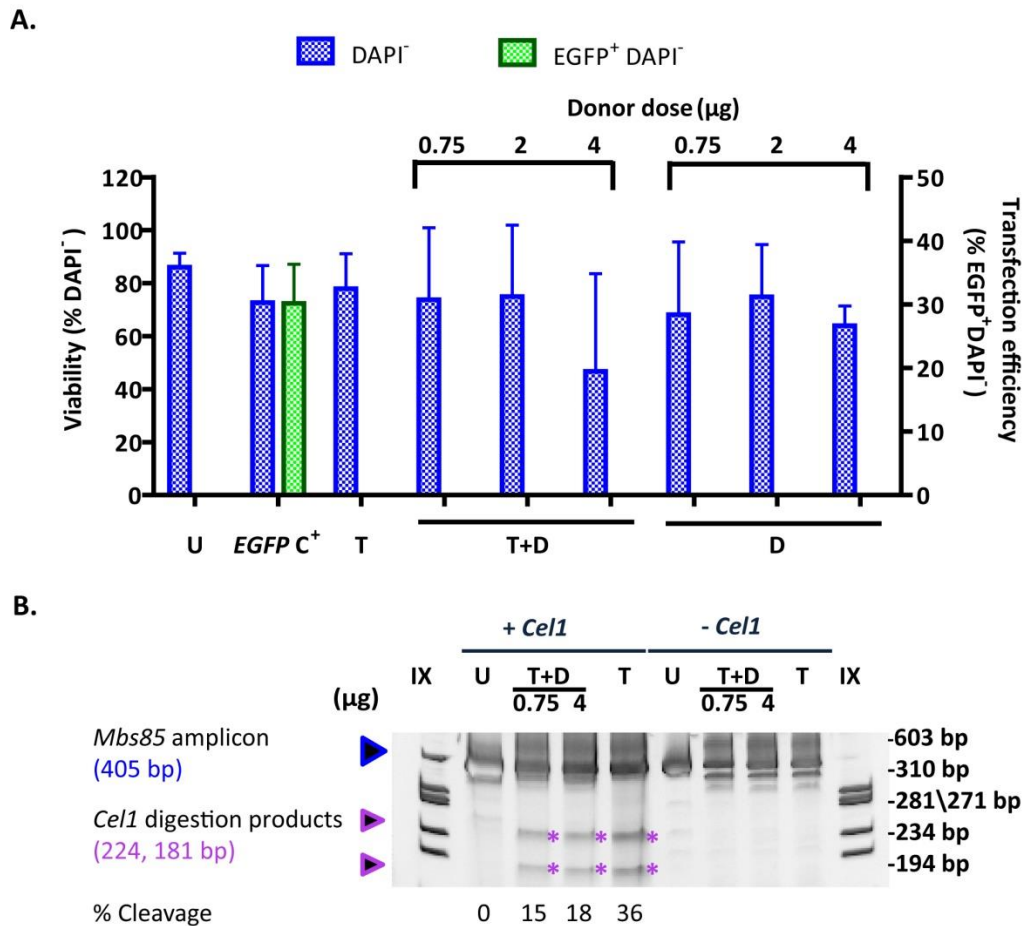 A.
DAPI⁻ EGFP⁺ DAPI⁻
Donor dose (µg)
0.75 2 4 0.75 2 4
Viability (% DAPI⁻)
120
100
80
60
40
20
0
50
40
30
20
10
0
Transfection efficiency
(% EGFP⁺DAPI⁻)
U EGFP C⁺ T T+D D
B.
+ Cel1 - Cel1
IX U T+D T U T+D T IX
(µg) 0.75 4 0.75 4
Mbs85 amplicon
(405 bp)
Cel1 digestion products
(224, 181 bp)
* * *
* * *
-603 bp
-310 bp
-281\271 bp
-234 bp
-194 bp
% Cleavage 0 15 18 36